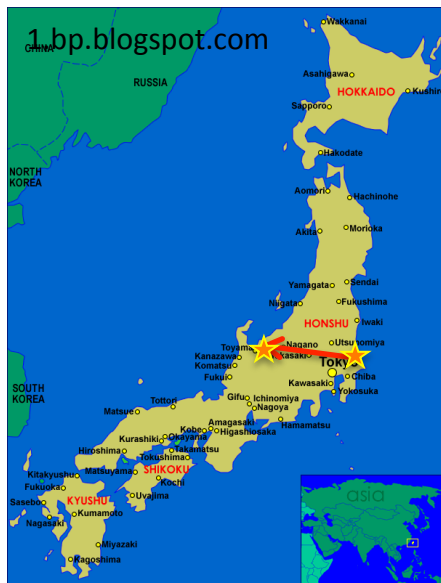 1.bp.blogspot.com
CHINA
RUSSIA
Wakkanai
Asahigawa
HOKKAIDO
Kushiro
Sapporo
Hakodate
NORTH
KOREA
Aomori
Hachinohe
Akita
Morioka
Yamagata
Sendai
Niigata
Fukushima
HONSHU
Iwaki
Toyama
Nagano
Utsunomiya
Kanazawa
Komatsu
Fukui
Kawasaki
Chiba
Yokosuka
SOUTH
KOREA
Gifu
Ichinomiya
Nagoya
Hamamatsu
Tottori
Matsue
Amagasaki
Kobe
Higashiosaka
Kurashiki
Okayama
Hiroshima
Takamatsu
Tokushima
SHIKOKU
Kitakyushu
Matsuyama
Kochi
Fukuoka
Uwajima
Sasebo
KYUSHU
Kumamoto
Nagasaki
Miyazaki
Kagoshima
asia